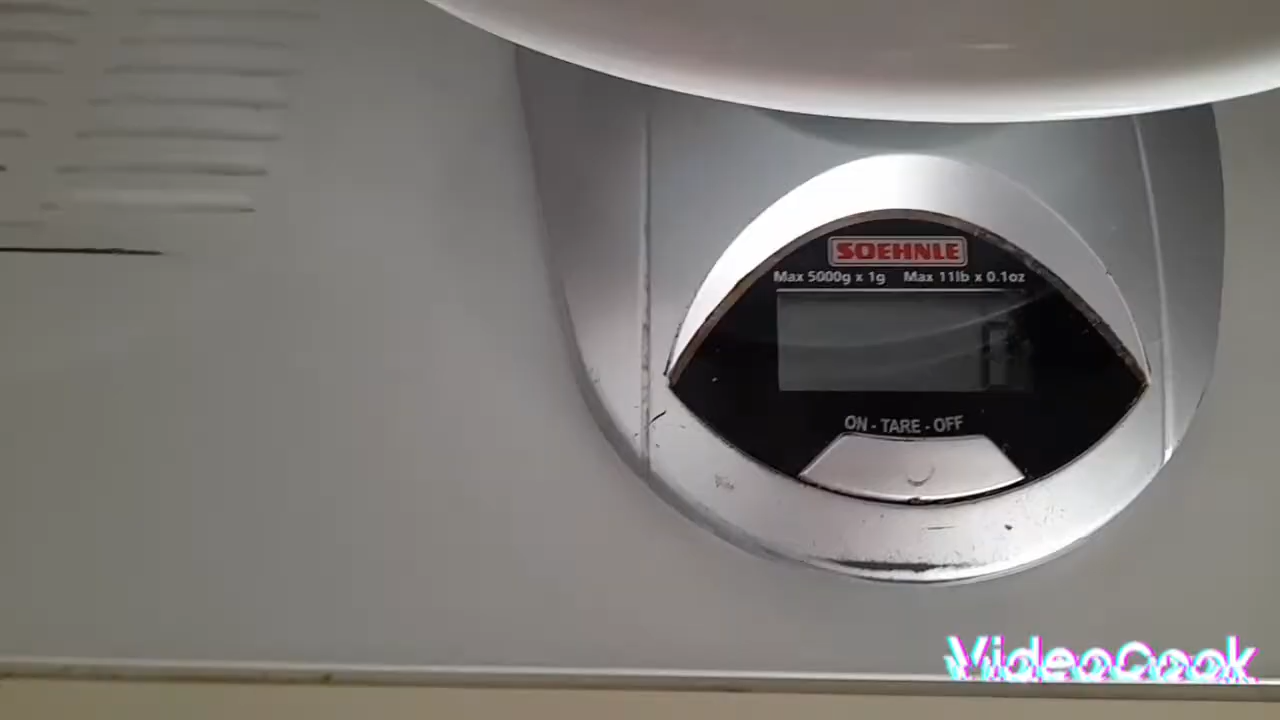 SOEHNLE
Max 5000g x 1g Max 11lb x 0.1oz
ON - TARE - OFF
VideoCook